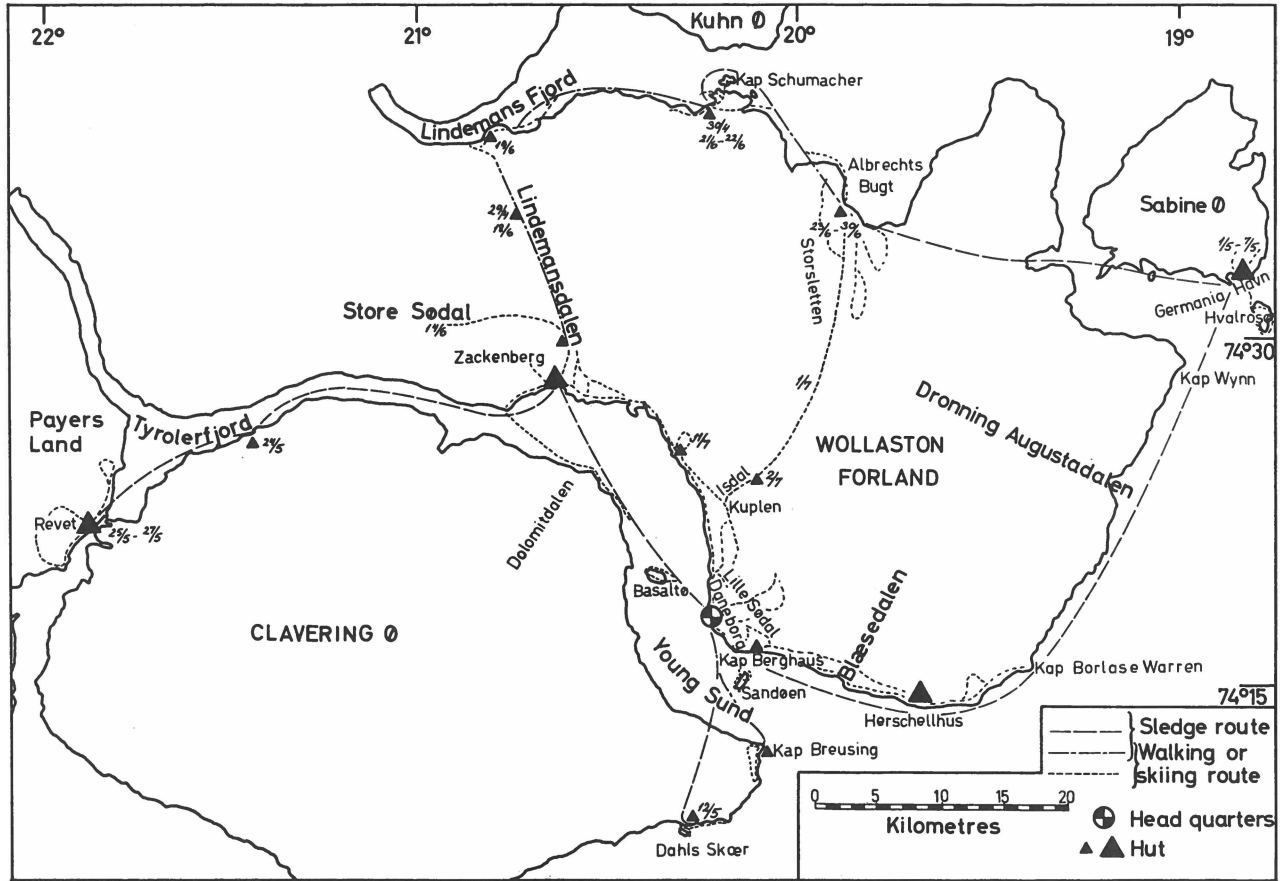 22°
21°
20°
19°
Kuhn Ø
Kap Schumacher
Lindemans Fjord
30/4
21/6-22/6
19/6
Albrechts
Bugt
Sabine Ø
Lindemansdalen
18/6
23/6-30/6
1/5-7/5
Storsletten
Germania Havn
Hvalrosø
Store Sødal
14/6
74°30
Zackenberg
Kap Wynn
1/7
Dronning Augustadalen
Payers
Land
Tyrolerfjord
24/5
WOLLASTON
FORLAND
Isdal
2/7
Kuplen
Revet
25/5-27/5
Dolomitdalen
Basaltø
Lille Sødal
Daneborg
Blæsedalen
CLAVERING Ø
Kap Berghaus
Kap Borlase Warren
Young Sund
Sandøen
74°15
Herschellhus
Kap Breusing
12/5
Dahls Skær
Sledge route
Walking or
skiing route
0 5 10 15 20
Kilometres
Head quarters
Hut